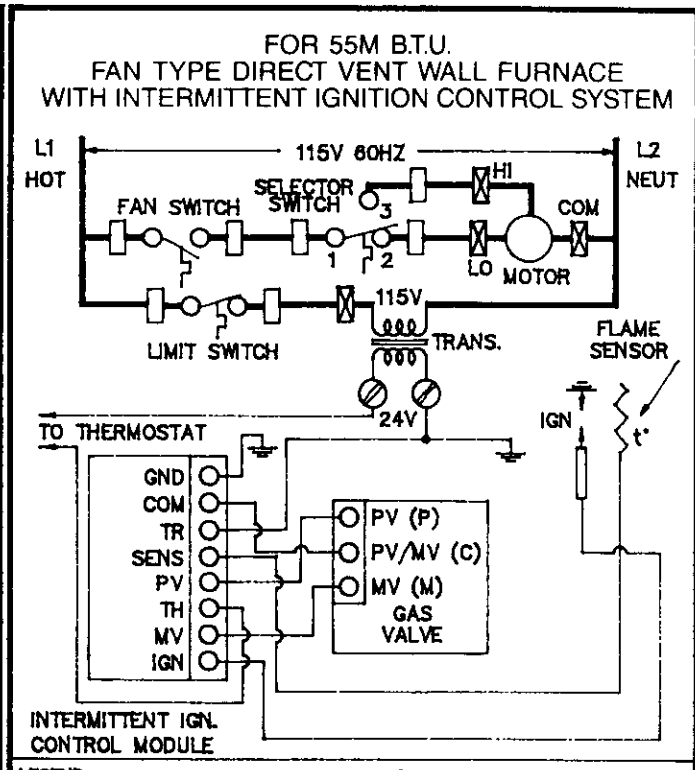 FOR 55M B.T.U.
FAN TYPE DIRECT VENT WALL FURNACE
WITH INTERMITTENT IGNITION CONTROL SYSTEM
L1
HOT
115V 60HZ
L2
NEUT
SELECTOR
SWITCH
3
HI
FAN SWITCH
COM
1
2
LO
MOTOR
115V
LIMIT SWITCH
TRANS.
FLAME
SENSOR
24V
IGN
t°
TO THERMOSTAT
GND
COM
TR
SENS
PV
TH
MV
IGN
PV (P)
PV/MV (C)
MV (M)
GAS
VALVE
INTERMITTENT IGN.
CONTROL MODULE